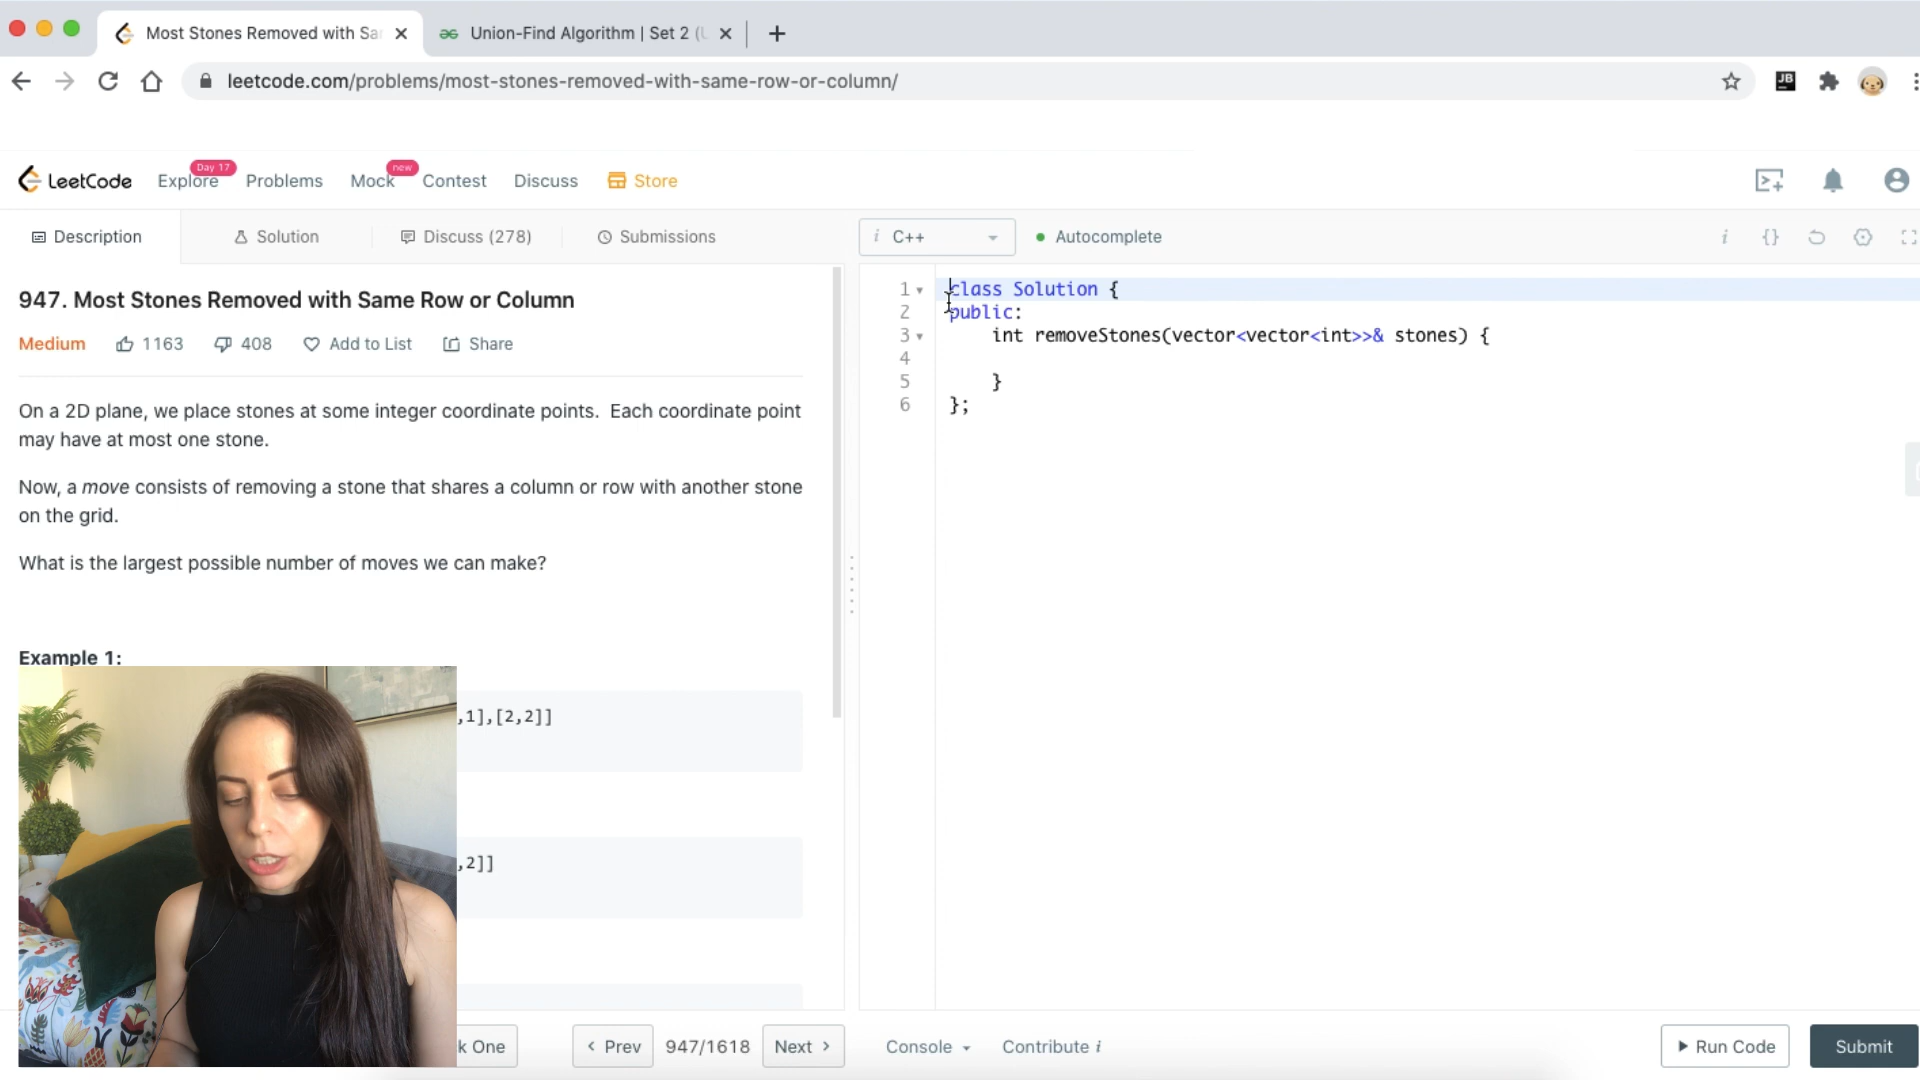 Most Stones Removed with Sa
Union-Find Algorithm | Set 2 (
leetcode.com/problems/most-stones-removed-with-same-row-or-column/
JB
LeetCode
Explore
Day 17
Problems
Mock
new
Contest
Discuss
Store
Description
Solution
Discuss (278)
Submissions
i C++
Autocomplete
i {}
947. Most Stones Removed with Same Row or Column
Medium 1163 408 Add to List Share
On a 2D plane, we place stones at some integer coordinate points. Each coordinate point
may have at most one stone.
Now, a move consists of removing a stone that shares a column or row with another stone
on the grid.
What is the largest possible number of moves we can make?
Example 1:
,1],[2,2]]
,2]]
1 class Solution {
2 public:
3 int removeStones(vector<vector<int>>& stones) {
4
5 }
6 };
k One
Prev
947/1618
Next
Console
Contribute i
Run Code
Submit